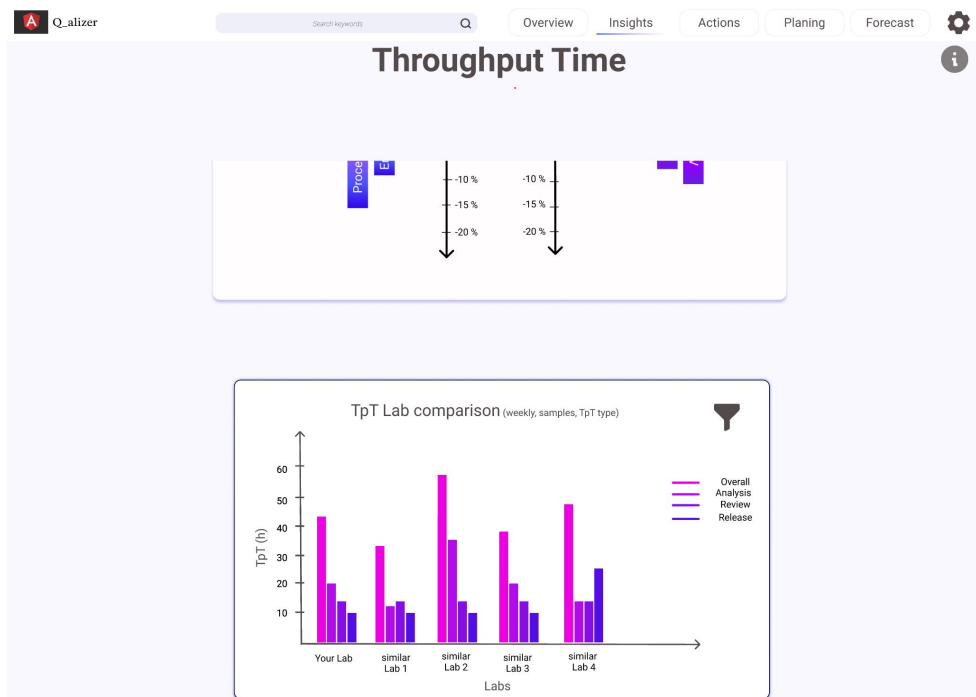 Q_alizer
Search keywords
Overview
Insights
Actions
Planing
Forecast
Throughput Time
-10 %
-15 %
-20 %
-10 %
-15 %
-20 %
TpT Lab comparison (weekly, samples, TpT type)
60
50
40
30
20
10
TpT (h)
Overall
Analysis
Review
Release
Your Lab
similar
Lab 1
similar
Lab 2
similar
Lab 3
similar
Lab 4
Labs